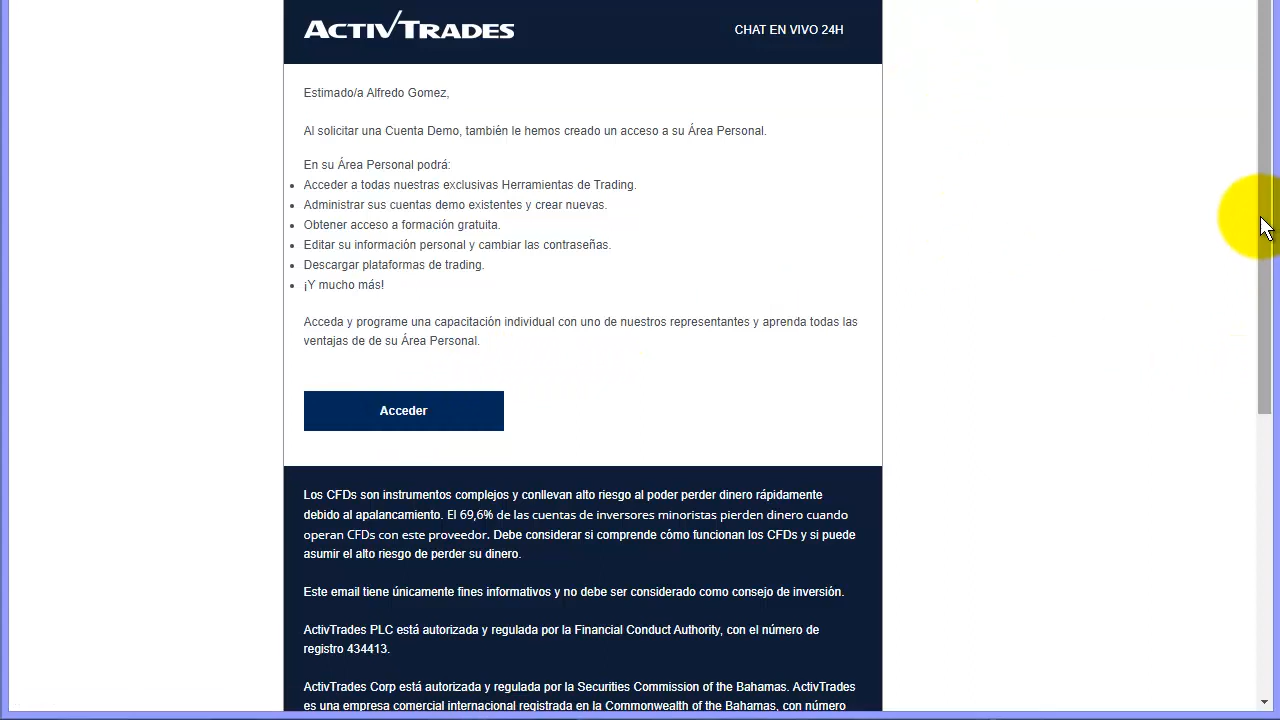 ACTIVTRADES
CHAT EN VIVO 24H
Estimado/a Alfredo Gomez,
Al solicitar una Cuenta Demo, también le hemos creado un acceso a su Área Personal.
En su Área Personal podrá:
Acceder a todas nuestras exclusivas Herramientas de Trading.
Administrar sus cuentas demo existentes y crear nuevas.
Obtener acceso a formación gratuita.
Editar su información personal y cambiar las contraseñas.
Descargar plataformas de trading.
¡Y mucho más!
Acceda y programe una capacitación individual con uno de nuestros representantes y aprenda todas las
ventajas de de su Área Personal.
Acceder
Los CFDs son instrumentos complejos y conllevan alto riesgo al poder perder dinero rápidamente
debido al apalancamiento. El 69,6% de las cuentas de inversores minoristas pierden dinero cuando
operan CFDs con este proveedor. Debe considerar si comprende cómo funcionan los CFDs y si puede
asumir el alto riesgo de perder su dinero.
Este email tiene únicamente fines informativos y no debe ser considerado como consejo de inversión.
ActivTrades PLC está autorizada y regulada por la Financial Conduct Authority, con el número de
registro 434413.
ActivTrades Corp está autorizada y regulada por la Securities Commission of the Bahamas. ActivTrades
es una empresa comercial internacional registrada en la Commonwealth of the Bahamas, con número